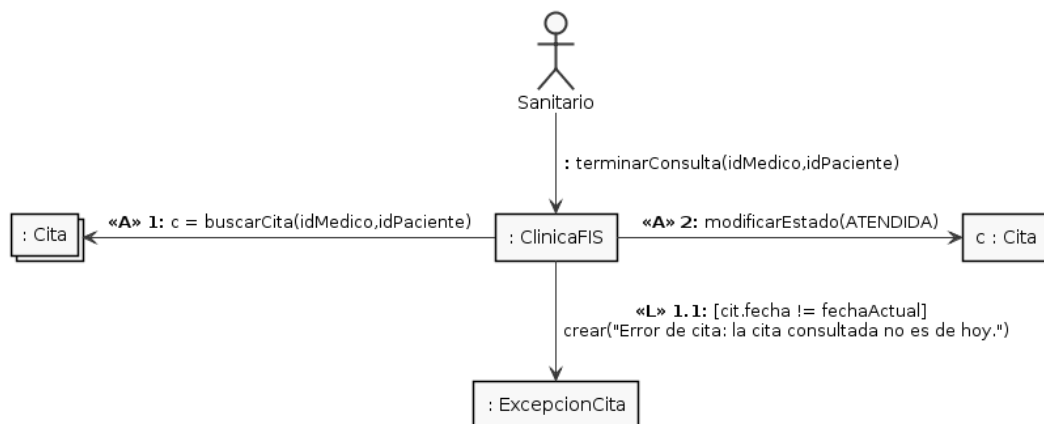 Sanitario
: terminarConsulta(idMedico,idPaciente)
: Cita
«A» 1: c = buscarCita(idMedico,idPaciente)
: ClinicaFIS
«A» 2: modificarEstado(ATENDIDA)
c : Cita
«L» 1.1: [cit.fecha != fechaActual]
crear("Error de cita: la cita consultada no es de hoy.")
: ExcepcionCita